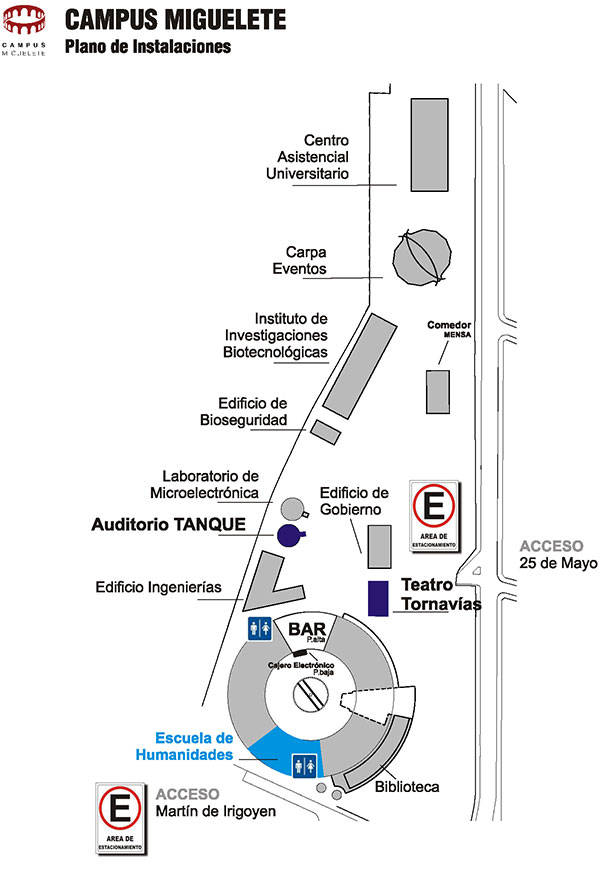 CAMPUS MIGUELETE
Plano de Instalaciones
CAMPUS
MIGUELETE
Centro
Asistencial
Universitario
Carpa
Eventos
Instituto de
Investigaciones
Biotecnológicas
Comedor
MENSA
Edificio de
Bioseguridad
Laboratorio de
Microelectrónica
Edificio de
Gobierno
E
AREA DE
ESTACIONAMIENTO
Auditorio TANQUE
ACCESO
25 de Mayo
Edificio Ingenierías
Teatro
Tornavías
BAR
P.alta
Cajero Electrónico
P.baja
Escuela de
Humanidades
Biblioteca
E
AREA DE
ESTACIONAMIENTO
ACCESO
Martín de Irigoyen